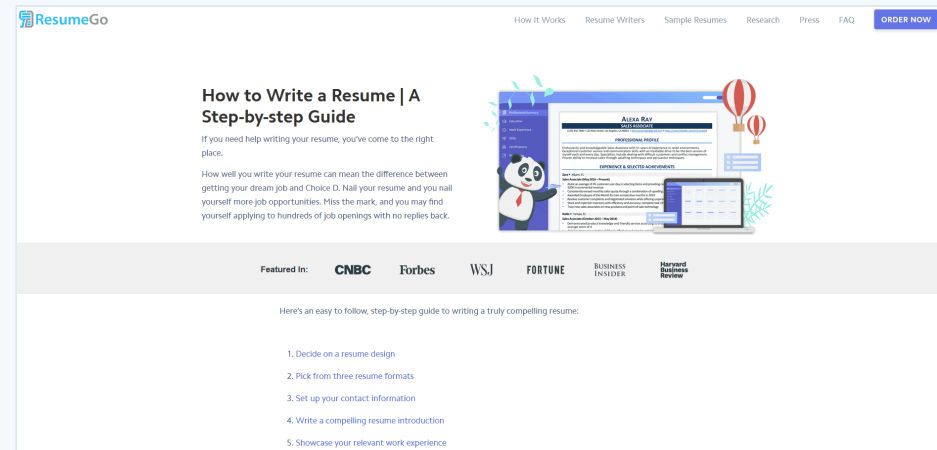 ResumeGo
How It Works
Resume Writers
Sample Resumes
Research
Press
FAQ
ORDER NOW
How to Write a Resume | A
Step-by-step Guide
If you need help writing your resume, you've come to the right
place.
How well you write your resume can mean the difference between
getting your dream job and Choice D. Nail your resume and you nail
yourself more job opportunities. Miss the mark, and you may find
yourself applying to hundreds of job openings with no replies back.
ALEXA RAY
SALES ASSOCIATE
PROFESSIONAL PROFILE
EXPERIENCE & SELECTED ACHIEVEMENTS
Featured In:
CNBC
Forbes
WSJ
FORTUNE
BUSINESS
INSIDER
Harvard
Business
Review
Here's an easy to follow, step-by-step guide to writing a truly compelling resume:
1. Decide on a resume design
2. Pick from three resume formats
3. Set up your contact information
4. Write a compelling resume introduction
5. Showcase your relevant work experience